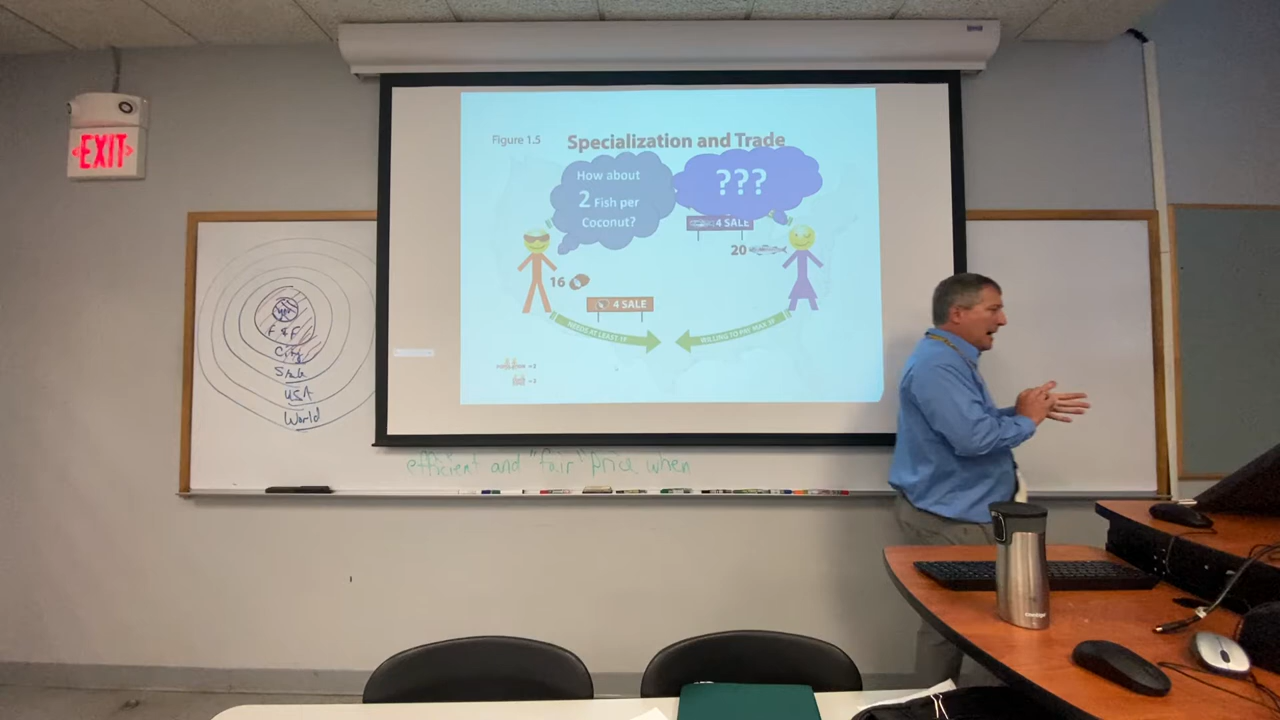 EXIT
Figure 1.5
Specialization and Trade
How about
2 Fish per
Coconut?
???
4 SALE
20
16
4 SALE
NEEDS AT LEAST 1F
WILLING TO PAY MAX 3F
you
F & F
City
State
USA
World
efficient and "fair" price when